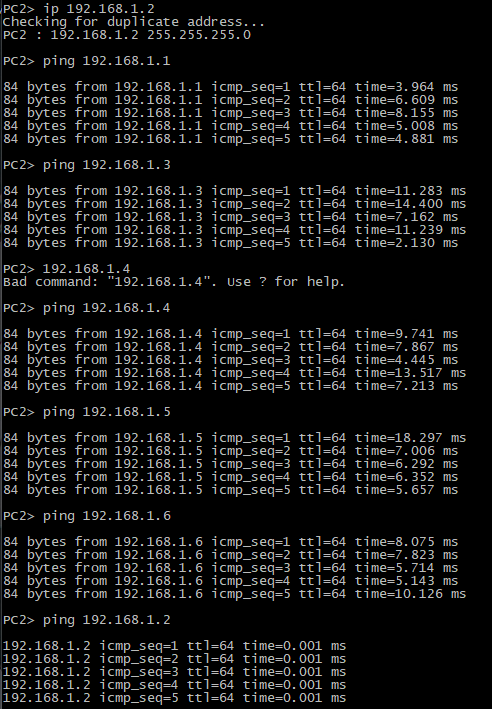 PC2> ip 192.168.1.2
Checking for duplicate address...
PC2 : 192.168.1.2 255.255.255.0
PC2> ping 192.168.1.1
84 bytes from 192.168.1.1 icmp_seq=1 ttl=64 time=3.964 ms
84 bytes from 192.168.1.1 icmp_seq=2 ttl=64 time=6.609 ms
84 bytes from 192.168.1.1 icmp_seq=3 ttl=64 time=8.155 ms
84 bytes from 192.168.1.1 icmp_seq=4 ttl=64 time=5.008 ms
84 bytes from 192.168.1.1 icmp_seq=5 ttl=64 time=4.881 ms
PC2> ping 192.168.1.3
84 bytes from 192.168.1.3 icmp_seq=1 ttl=64 time=11.283 ms
84 bytes from 192.168.1.3 icmp_seq=2 ttl=64 time=14.400 ms
84 bytes from 192.168.1.3 icmp_seq=3 ttl=64 time=7.162 ms
84 bytes from 192.168.1.3 icmp_seq=4 ttl=64 time=11.239 ms
84 bytes from 192.168.1.3 icmp_seq=5 ttl=64 time=2.130 ms
PC2> 192.168.1.4
Bad command: "192.168.1.4". Use ? for help.
PC2> ping 192.168.1.4
84 bytes from 192.168.1.4 icmp_seq=1 ttl=64 time=9.741 ms
84 bytes from 192.168.1.4 icmp_seq=2 ttl=64 time=7.867 ms
84 bytes from 192.168.1.4 icmp_seq=3 ttl=64 time=4.445 ms
84 bytes from 192.168.1.4 icmp_seq=4 ttl=64 time=13.517 ms
84 bytes from 192.168.1.4 icmp_seq=5 ttl=64 time=7.213 ms
PC2> ping 192.168.1.5
84 bytes from 192.168.1.5 icmp_seq=1 ttl=64 time=18.297 ms
84 bytes from 192.168.1.5 icmp_seq=2 ttl=64 time=7.006 ms
84 bytes from 192.168.1.5 icmp_seq=3 ttl=64 time=6.292 ms
84 bytes from 192.168.1.5 icmp_seq=4 ttl=64 time=6.352 ms
84 bytes from 192.168.1.5 icmp_seq=5 ttl=64 time=5.657 ms
PC2> ping 192.168.1.6
84 bytes from 192.168.1.6 icmp_seq=1 ttl=64 time=8.075 ms
84 bytes from 192.168.1.6 icmp_seq=2 ttl=64 time=7.823 ms
84 bytes from 192.168.1.6 icmp_seq=3 ttl=64 time=5.714 ms
84 bytes from 192.168.1.6 icmp_seq=4 ttl=64 time=5.143 ms
84 bytes from 192.168.1.6 icmp_seq=5 ttl=64 time=10.126 ms
PC2> ping 192.168.1.2
192.168.1.2 icmp_seq=1 ttl=64 time=0.001 ms
192.168.1.2 icmp_seq=2 ttl=64 time=0.001 ms
192.168.1.2 icmp_seq=3 ttl=64 time=0.001 ms
192.168.1.2 icmp_seq=4 ttl=64 time=0.001 ms
192.168.1.2 icmp_seq=5 ttl=64 time=0.001 ms